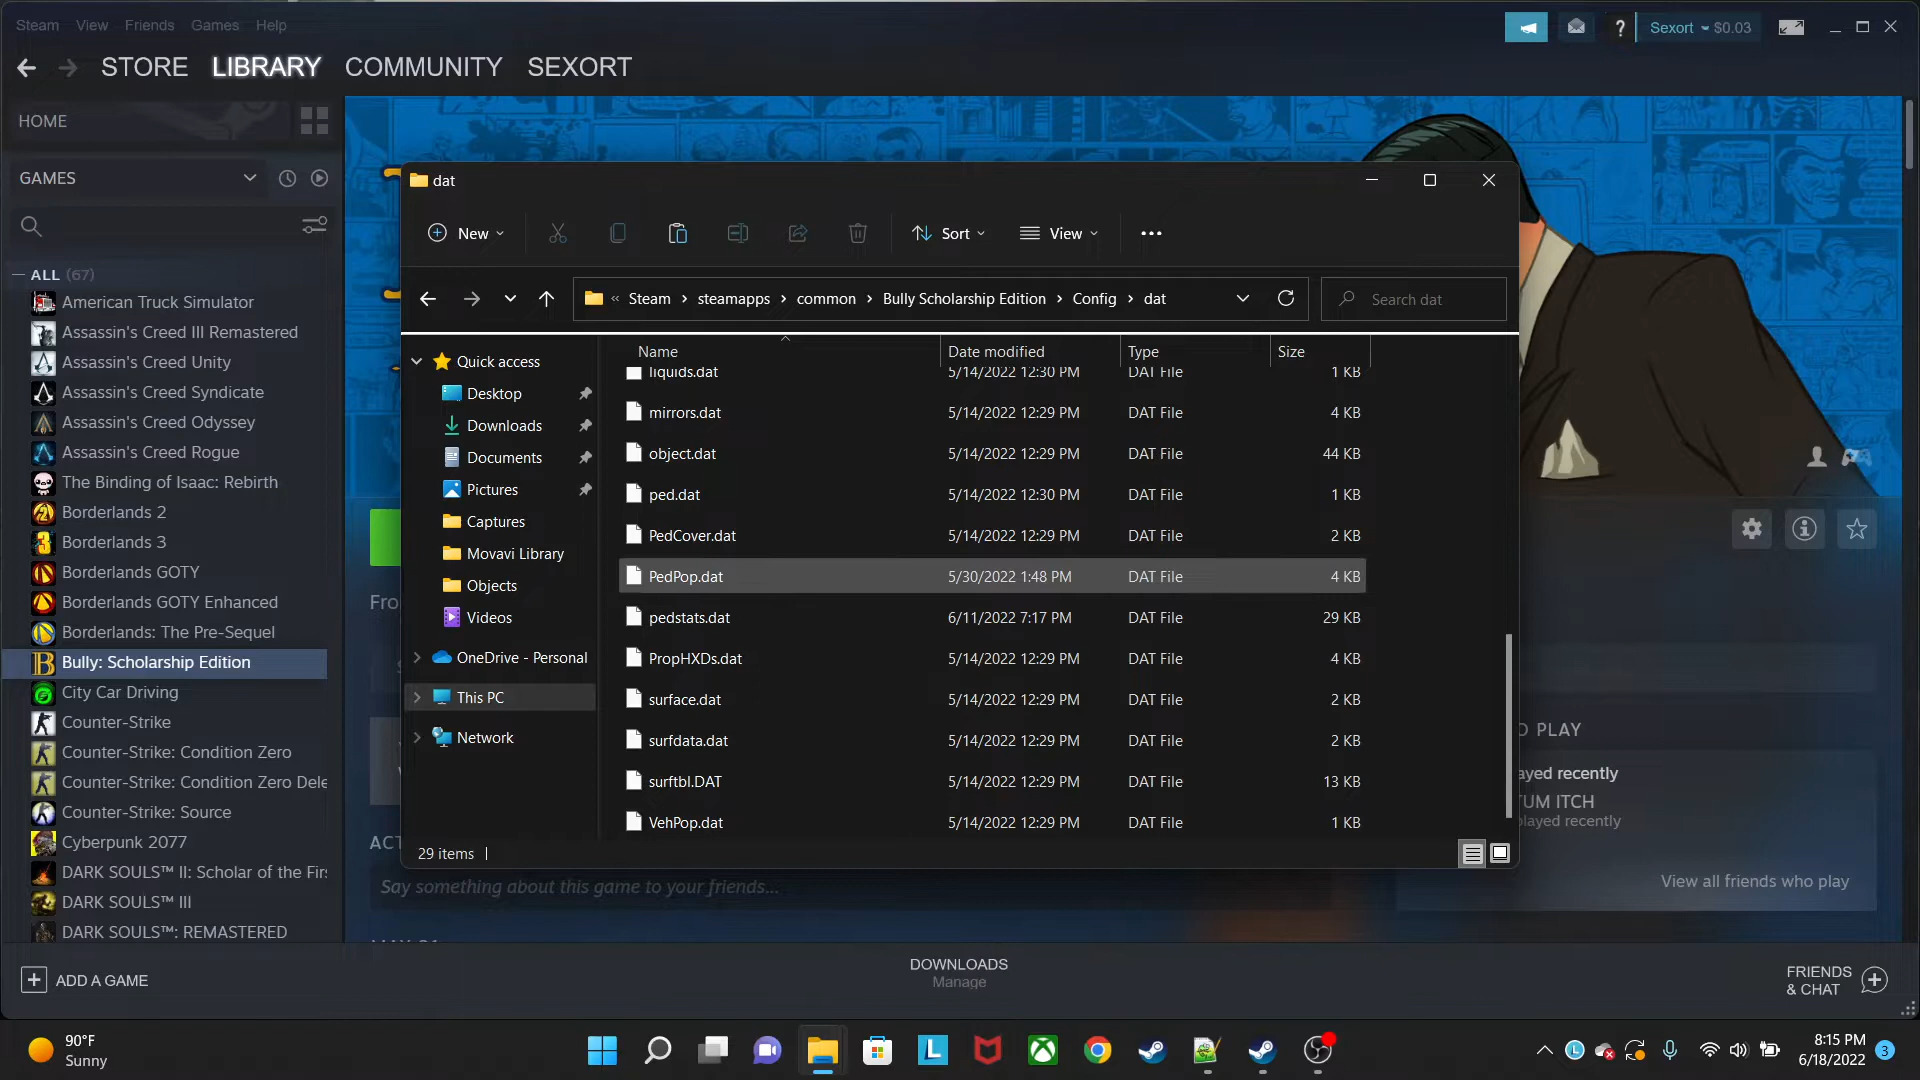 Steam View Friends Games Help
Sexort $0.03
STORE LIBRARY COMMUNITY SEXORT
HOME
GAMES
ALL (67)
American Truck Simulator
Assassin's Creed III Remastered
Assassin's Creed Unity
Assassin's Creed Syndicate
Assassin's Creed Odyssey
Assassin's Creed Rogue
The Binding of Isaac: Rebirth
Borderlands 2
Borderlands 3
Borderlands GOTY
Borderlands GOTY Enhanced
Borderlands: The Pre-Sequel
Bully: Scholarship Edition
City Car Driving
Counter-Strike
Counter-Strike: Condition Zero
Counter-Strike: Condition Zero Dele
Counter-Strike: Source
Cyberpunk 2077
DARK SOULS™ II: Scholar of the Firs
DARK SOULS™ III
DARK SOULS™: REMASTERED
dat
New Sort View
« Steam › steamapps › common › Bully Scholarship Edition › Config › dat
Search dat
Quick access
Desktop
Downloads
Documents
Pictures
Captures
Movavi Library
Objects
Videos
OneDrive - Personal
This PC
Network
Name Date modified Type Size
liquids.dat 5/14/2022 12:30 PM DAT File 1 KB
mirrors.dat 5/14/2022 12:29 PM DAT File 4 KB
object.dat 5/14/2022 12:29 PM DAT File 44 KB
ped.dat 5/14/2022 12:30 PM DAT File 1 KB
PedCover.dat 5/14/2022 12:29 PM DAT File 2 KB
PedPop.dat 5/30/2022 1:48 PM DAT File 4 KB
pedstats.dat 6/11/2022 7:17 PM DAT File 29 KB
PropHXDs.dat 5/14/2022 12:29 PM DAT File 4 KB
surface.dat 5/14/2022 12:29 PM DAT File 2 KB
surfdata.dat 5/14/2022 12:29 PM DAT File 2 KB
surftbl.DAT 5/14/2022 12:29 PM DAT File 13 KB
VehPop.dat 5/14/2022 12:29 PM DAT File 1 KB
29 items
Fro
ACT
Say something about this game to your friends...
O PLAY
ayed recently
TUM ITCH
played recently
View all friends who play
ADD A GAME
DOWNLOADS
Manage
FRIENDS
& CHAT
90°F
Sunny
8:15 PM
6/18/2022
3